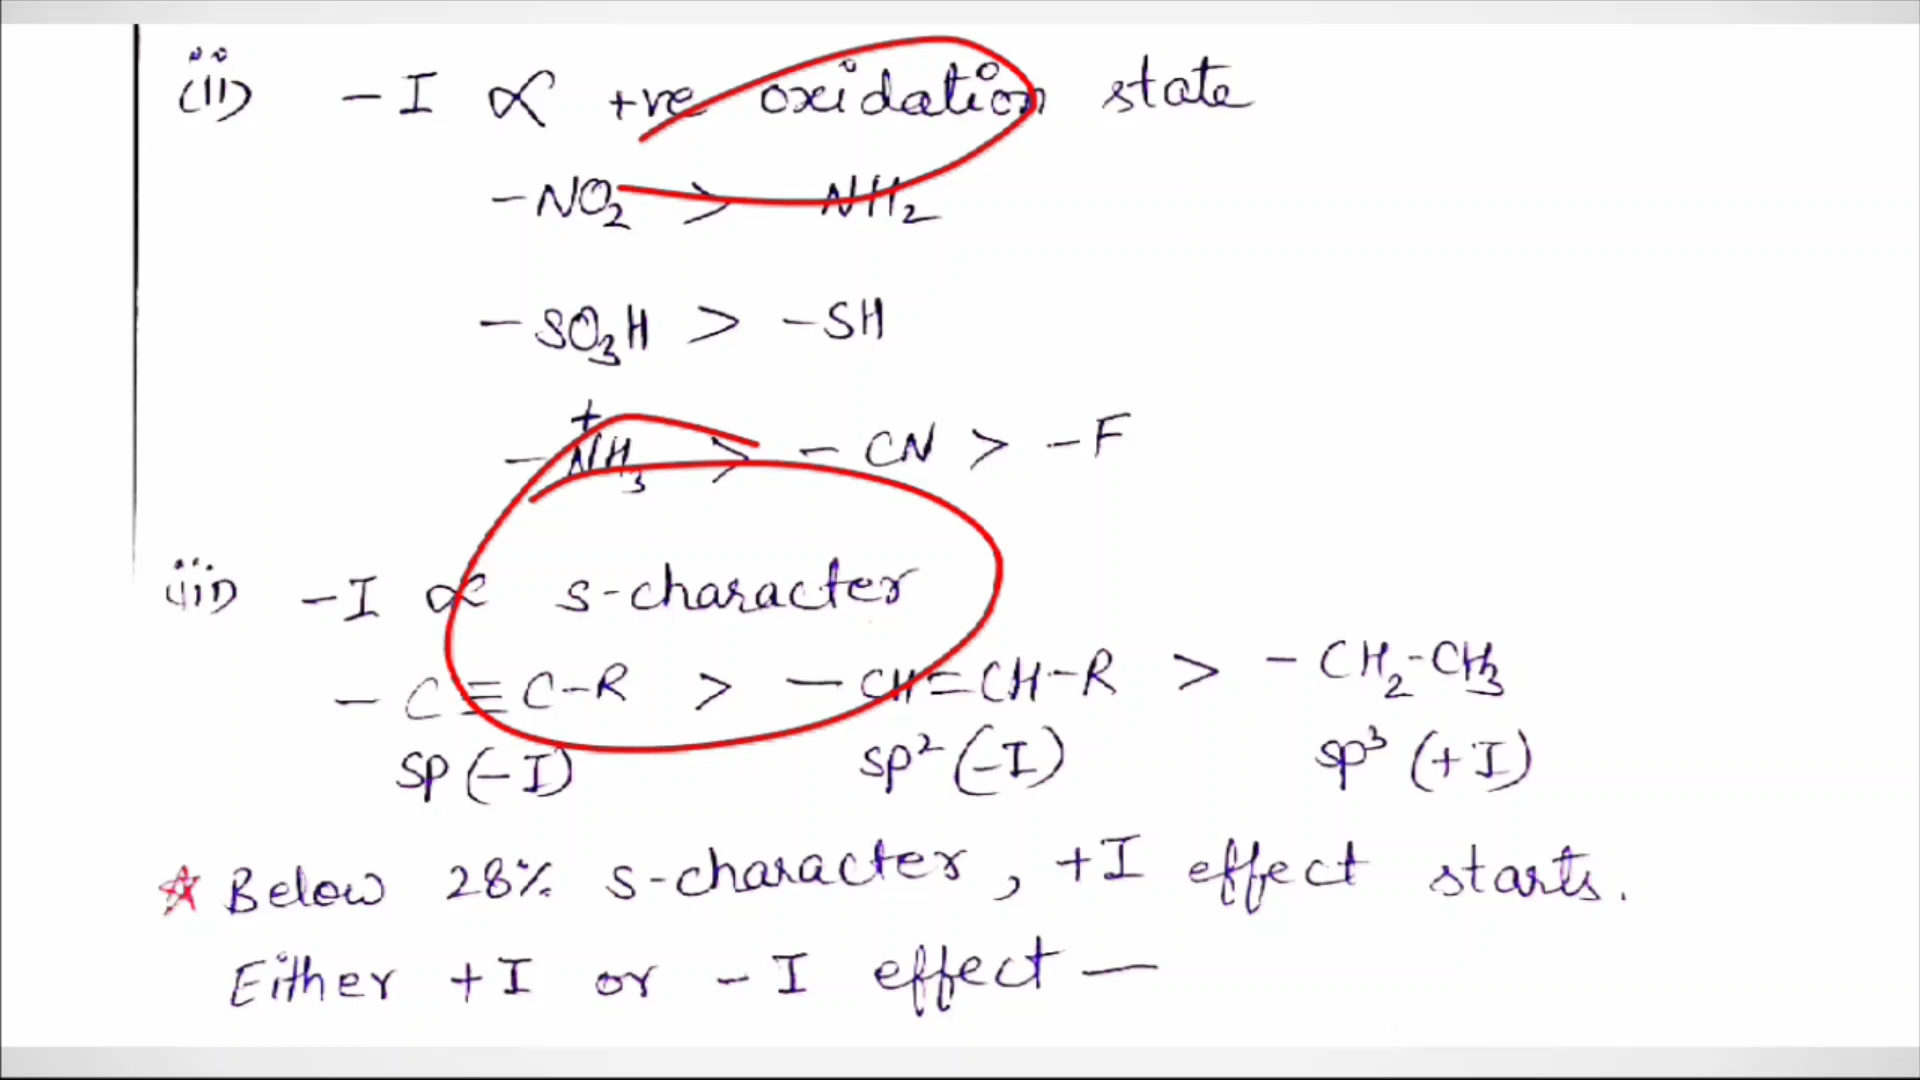 (ii) -I ∝ +ve oxidation state
-NO₂ > NH₂
-SO₃H > -SH
-N⁺H₃ > -CN > -F
(iii) -I ∝ s-character
-C≡C-R > -CH=CH-R > -CH₂-CH₃
sp (-I) sp² (-I) sp³ (+I)
☆ Below 28% s-character, +I effect starts.
Either +I or -I effect —